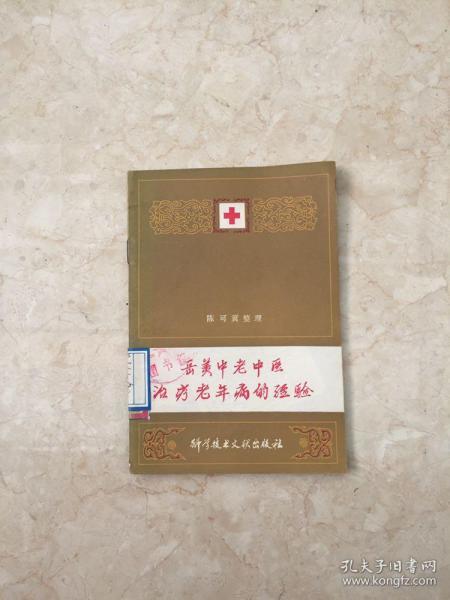 陈可冀整理
岳美中老中医
治疗老年病的经验
科学技术文献出版社
孔夫子旧书网
www.kongfz.com